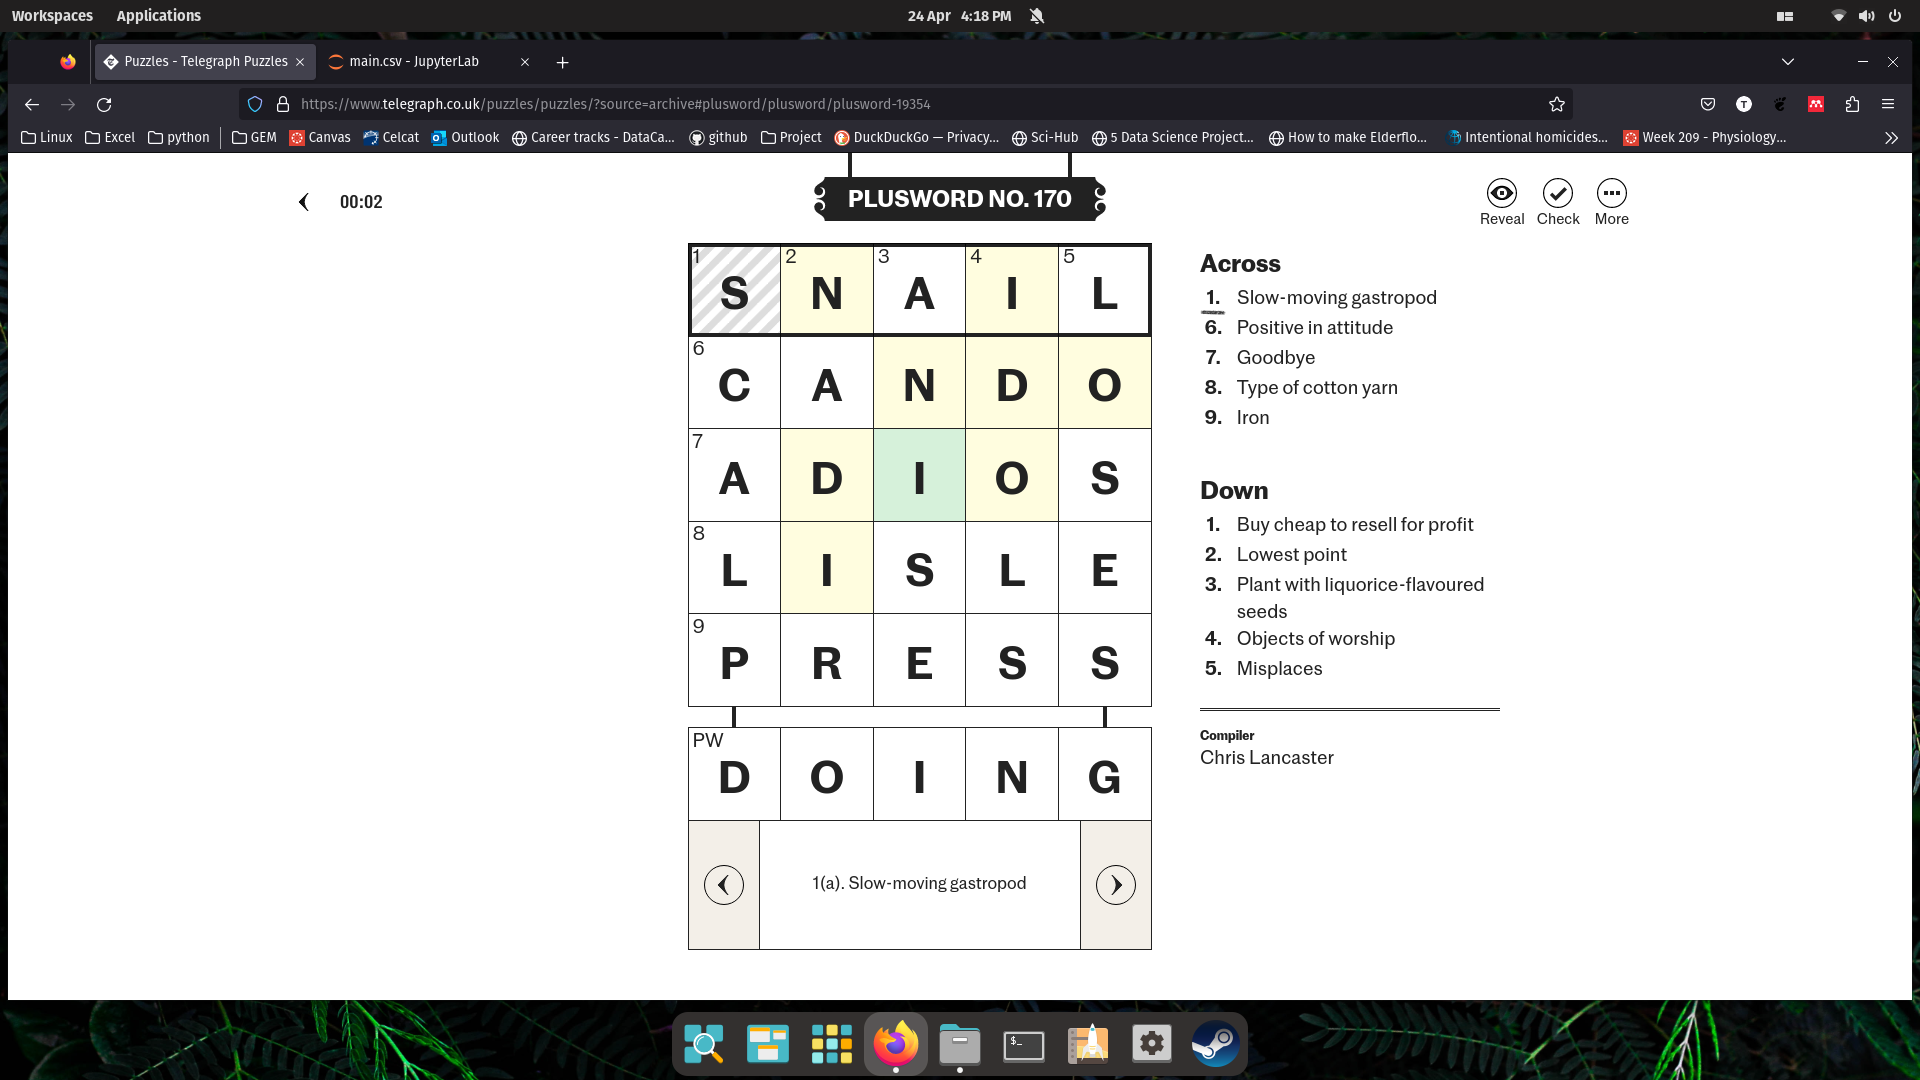 Workspaces Applications 24 Apr 4:18 PM
Puzzles - Telegraph Puzzles main.csv - JupyterLab
https://www.telegraph.co.uk/puzzles/puzzles/?source=archive#plusword/plusword/plusword-19354
Linux Excel python GEM Canvas Celcat Outlook Career tracks - DataCa... github Project DuckDuckGo — Privacy... Sci-Hub 5 Data Science Project... How to make Elderflo... Intentional homicides... Week 209 - Physiology...
00:02
PLUSWORD NO. 170
Reveal Check More
1 S 2 N 3 A 4 I 5 L
6 C A N D O
7 A D I O S
8 L I S L E
9 P R E S S
PW D O I N G
1(a). Slow-moving gastropod
Across
1. Slow-moving gastropod
6. Positive in attitude
7. Goodbye
8. Type of cotton yarn
9. Iron
Down
1. Buy cheap to resell for profit
2. Lowest point
3. Plant with liquorice-flavoured
seeds
4. Objects of worship
5. Misplaces
Compiler
Chris Lancaster